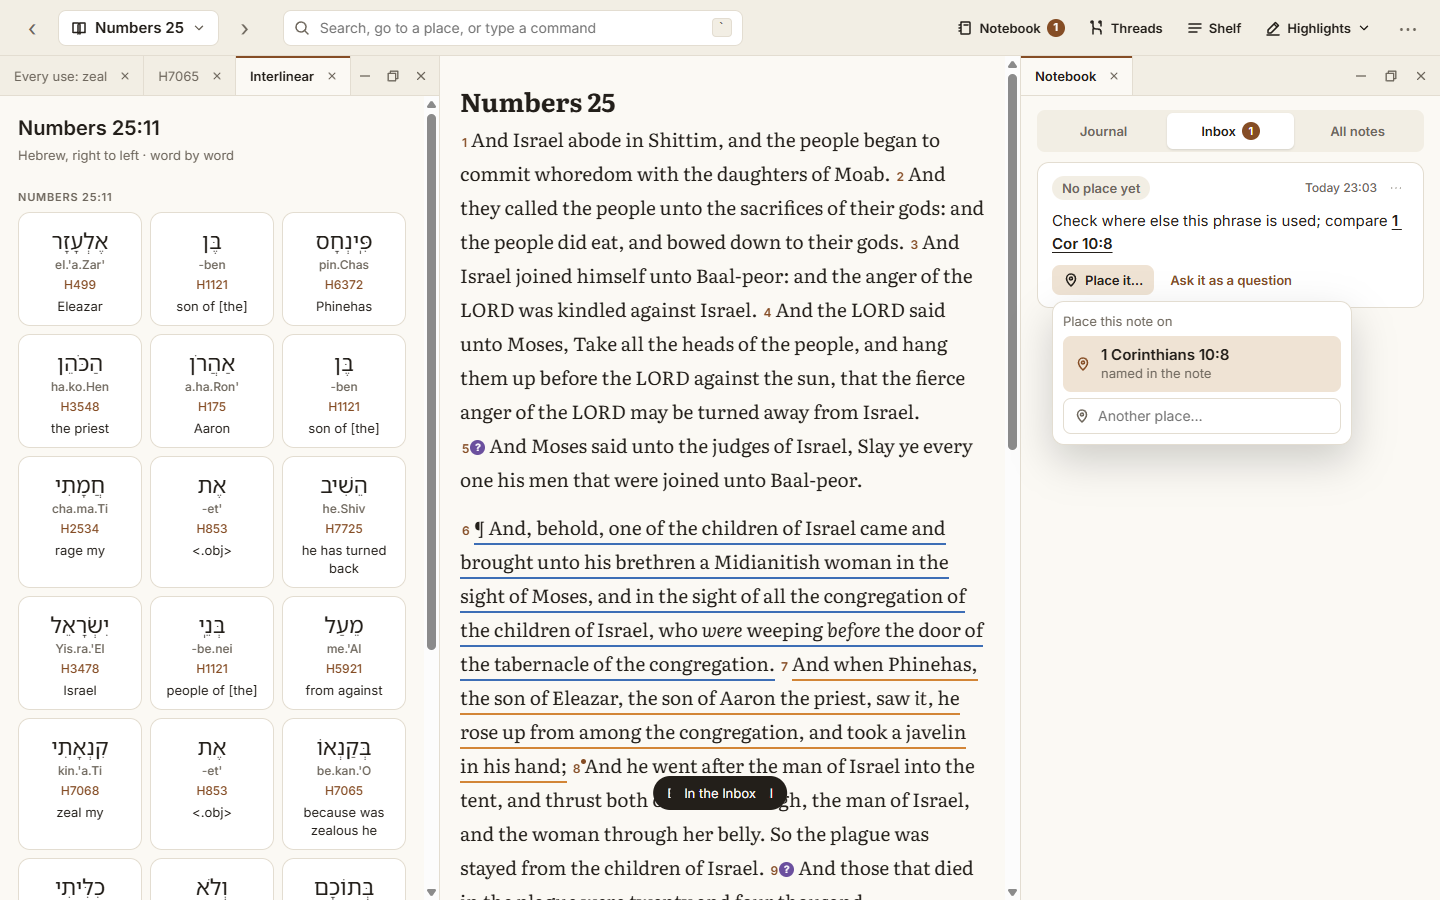 Numbers 25
Search, go to a place, or type a command
`
Notebook 1
Threads
Shelf
Highlights
Every use: zeal
H7065
Interlinear
Numbers 25:11
Hebrew, right to left · word by word
NUMBERS 25:11
פִּֽינְחָס בֶּן אֶלְעָזָר
pin.Chas -ben el.'a.Zar'
H6372 H1121 H499
Phinehas son of [the] Eleazar
בֶּן אַהֲרֹן הַכֹּהֵן
-ben a.ha.Ron' ha.ko.Hen
H1121 H175 H3548
son of [the] Aaron the priest
הֵשִׁיב אֶת חֲמָתִי
he.Shiv -et' cha.ma.Ti
H7725 H853 H2534
he has turned back <.obj> rage my
מֵעַל בְּנֵֽי יִשְׂרָאֵל
me.'Al -be.nei Yis.ra.'El
H5921 H1121 H3478
from against people of [the] Israel
בְּקַנְאוֹ אֶת קִנְאָתִי
be.kan.'O -et' kin.'a.Ti
H7065 H853 H7068
because was zealous he <.obj> zeal my
בְּתוֹכָם וְלֹא כִלִּיתִי
Numbers 25
1 And Israel abode in Shittim, and the people began to
commit whoredom with the daughters of Moab. 2 And
they called the people unto the sacrifices of their gods: and
the people did eat, and bowed down to their gods. 3 And
Israel joined himself unto Baal-peor: and the anger of the
LORD was kindled against Israel. 4 And the LORD said
unto Moses, Take all the heads of the people, and hang
them up before the LORD against the sun, that the fierce
anger of the LORD may be turned away from Israel.
5 ? And Moses said unto the judges of Israel, Slay ye every
one his men that were joined unto Baal-peor.
6 ¶ And, behold, one of the children of Israel came and
brought unto his brethren a Midianitish woman in the
sight of Moses, and in the sight of all the congregation of
the children of Israel, who were weeping before the door of
the tabernacle of the congregation. 7 And when Phinehas,
the son of Eleazar, the son of Aaron the priest, saw it, he
rose up from among the congregation, and took a javelin
in his hand; 8 And he went after the man of Israel into the
tent, and thrust both
In the Inbox
the man of Israel,
and the woman through her belly. So the plague was
stayed from the children of Israel. 9 ? And those that died
in the plague were twenty and four thousand.
Notebook
Journal
Inbox 1
All notes
No place yet
Today 23:03
Check where else this phrase is used; compare 1
Cor 10:8
Place it...
Ask it as a question
Place this note on
1 Corinthians 10:8
named in the note
Another place...